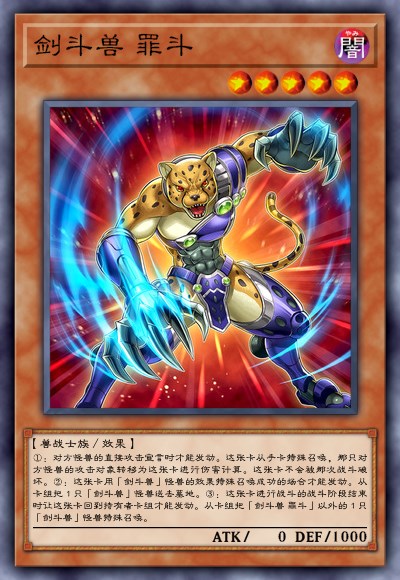 剑斗兽 罪斗
やみ
闇
【兽战士族／效果】
①：对方怪兽的直接攻击宣言时才能发动。这张卡从手卡特殊召唤，那只对
方怪兽的攻击对象转移为这张卡进行伤害计算。这张卡不会被那次战斗破
坏。②：这张卡用「剑斗兽」怪兽的效果特殊召唤成功的场合才能发动。从
卡组把１只「剑斗兽」怪兽送去墓地。③：这张卡进行战斗的战斗阶段结束
时让这张卡回到持有者卡组才能发动。从卡组把「剑斗兽 罪斗」以外的１只
「剑斗兽」怪兽特殊召唤。
ATK/ 0 DEF/1000